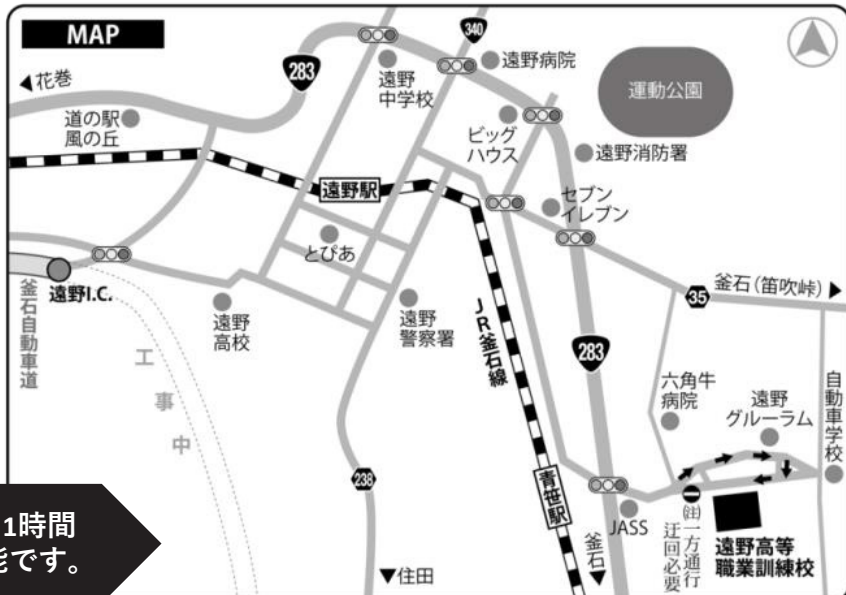 MAP
340
283
遠野病院
遠野
中学校
運動公園
花巻
道の駅
風の丘
ビッグ
ハウス
遠野消防署
遠野駅
セブン
イレブン
とぴあ
釜石(笛吹峠)
35
遠野I.C.
釜石自動車道
遠野
高校
遠野
警察署
JR釜石線
283
工事中
六角牛
病院
遠野
グルーラム
自動車学校
238
青笹駅
1時間
能です。
住田
釜石
JASS
㊟一方通行
迂回必要
遠野高等
職業訓練校